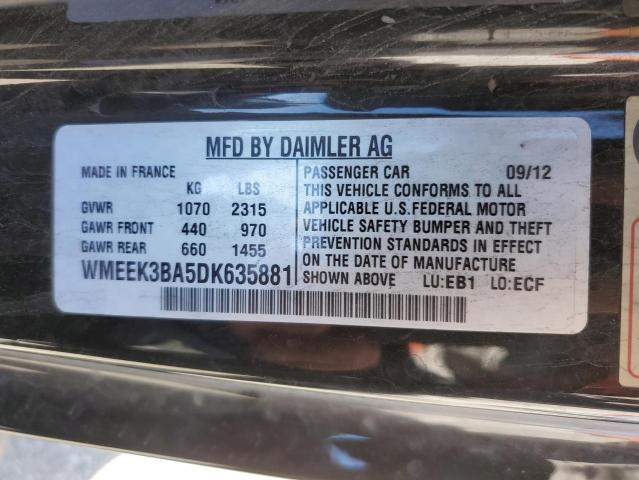 MFD BY DAIMLER AG
MADE IN FRANCE
KG LBS
GVWR 1070 2315
GAWR FRONT 440 970
GAWR REAR 660 1455
WMEEK3BA5DK635881
PASSENGER CAR 09/12
THIS VEHICLE CONFORMS TO ALL
APPLICABLE U.S.FEDERAL MOTOR
VEHICLE SAFETY BUMPER AND THEFT
PREVENTION STANDARDS IN EFFECT
ON THE DATE OF MANUFACTURE
SHOWN ABOVE LU:EB1 LO:ECF